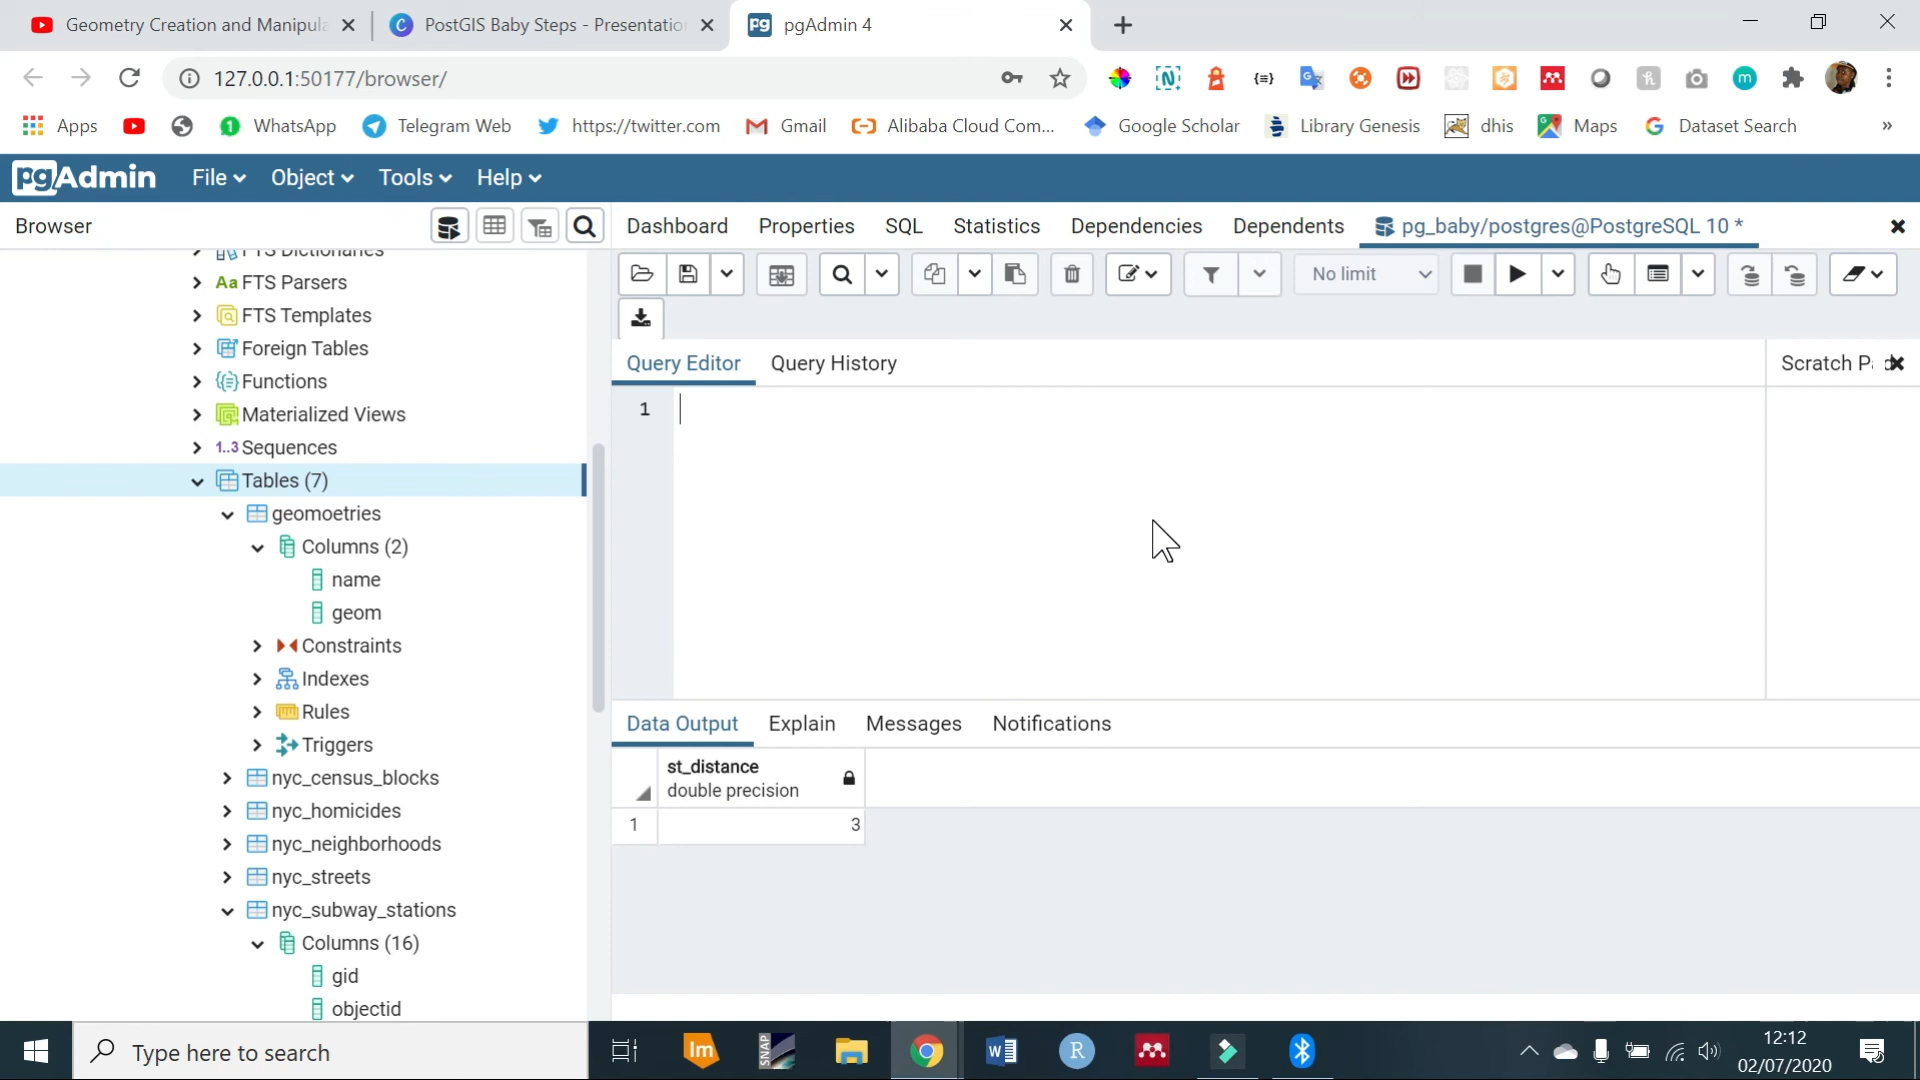 Geometry Creation and Manipula
PostGIS Baby Steps - Presentatio
pgAdmin 4
127.0.0.1:50177/browser/
Apps
WhatsApp
Telegram Web
https://twitter.com
Gmail
Alibaba Cloud Com...
Google Scholar
Library Genesis
dhis
Maps
Dataset Search
pgAdmin
File
Object
Tools
Help
Browser
Dashboard
Properties
SQL
Statistics
Dependencies
Dependents
pg_baby/postgres@PostgreSQL 10 *
FTS Dictionaries
FTS Parsers
FTS Templates
Foreign Tables
Functions
Materialized Views
1..3 Sequences
Tables (7)
geomoetries
Columns (2)
name
geom
Constraints
Indexes
Rules
Triggers
nyc_census_blocks
nyc_homicides
nyc_neighborhoods
nyc_streets
nyc_subway_stations
Columns (16)
gid
objectid
No limit
Query Editor
Query History
Scratch P
1
Data Output
Explain
Messages
Notifications
st_distance
double precision
1
3
Type here to search
12:12
02/07/2020